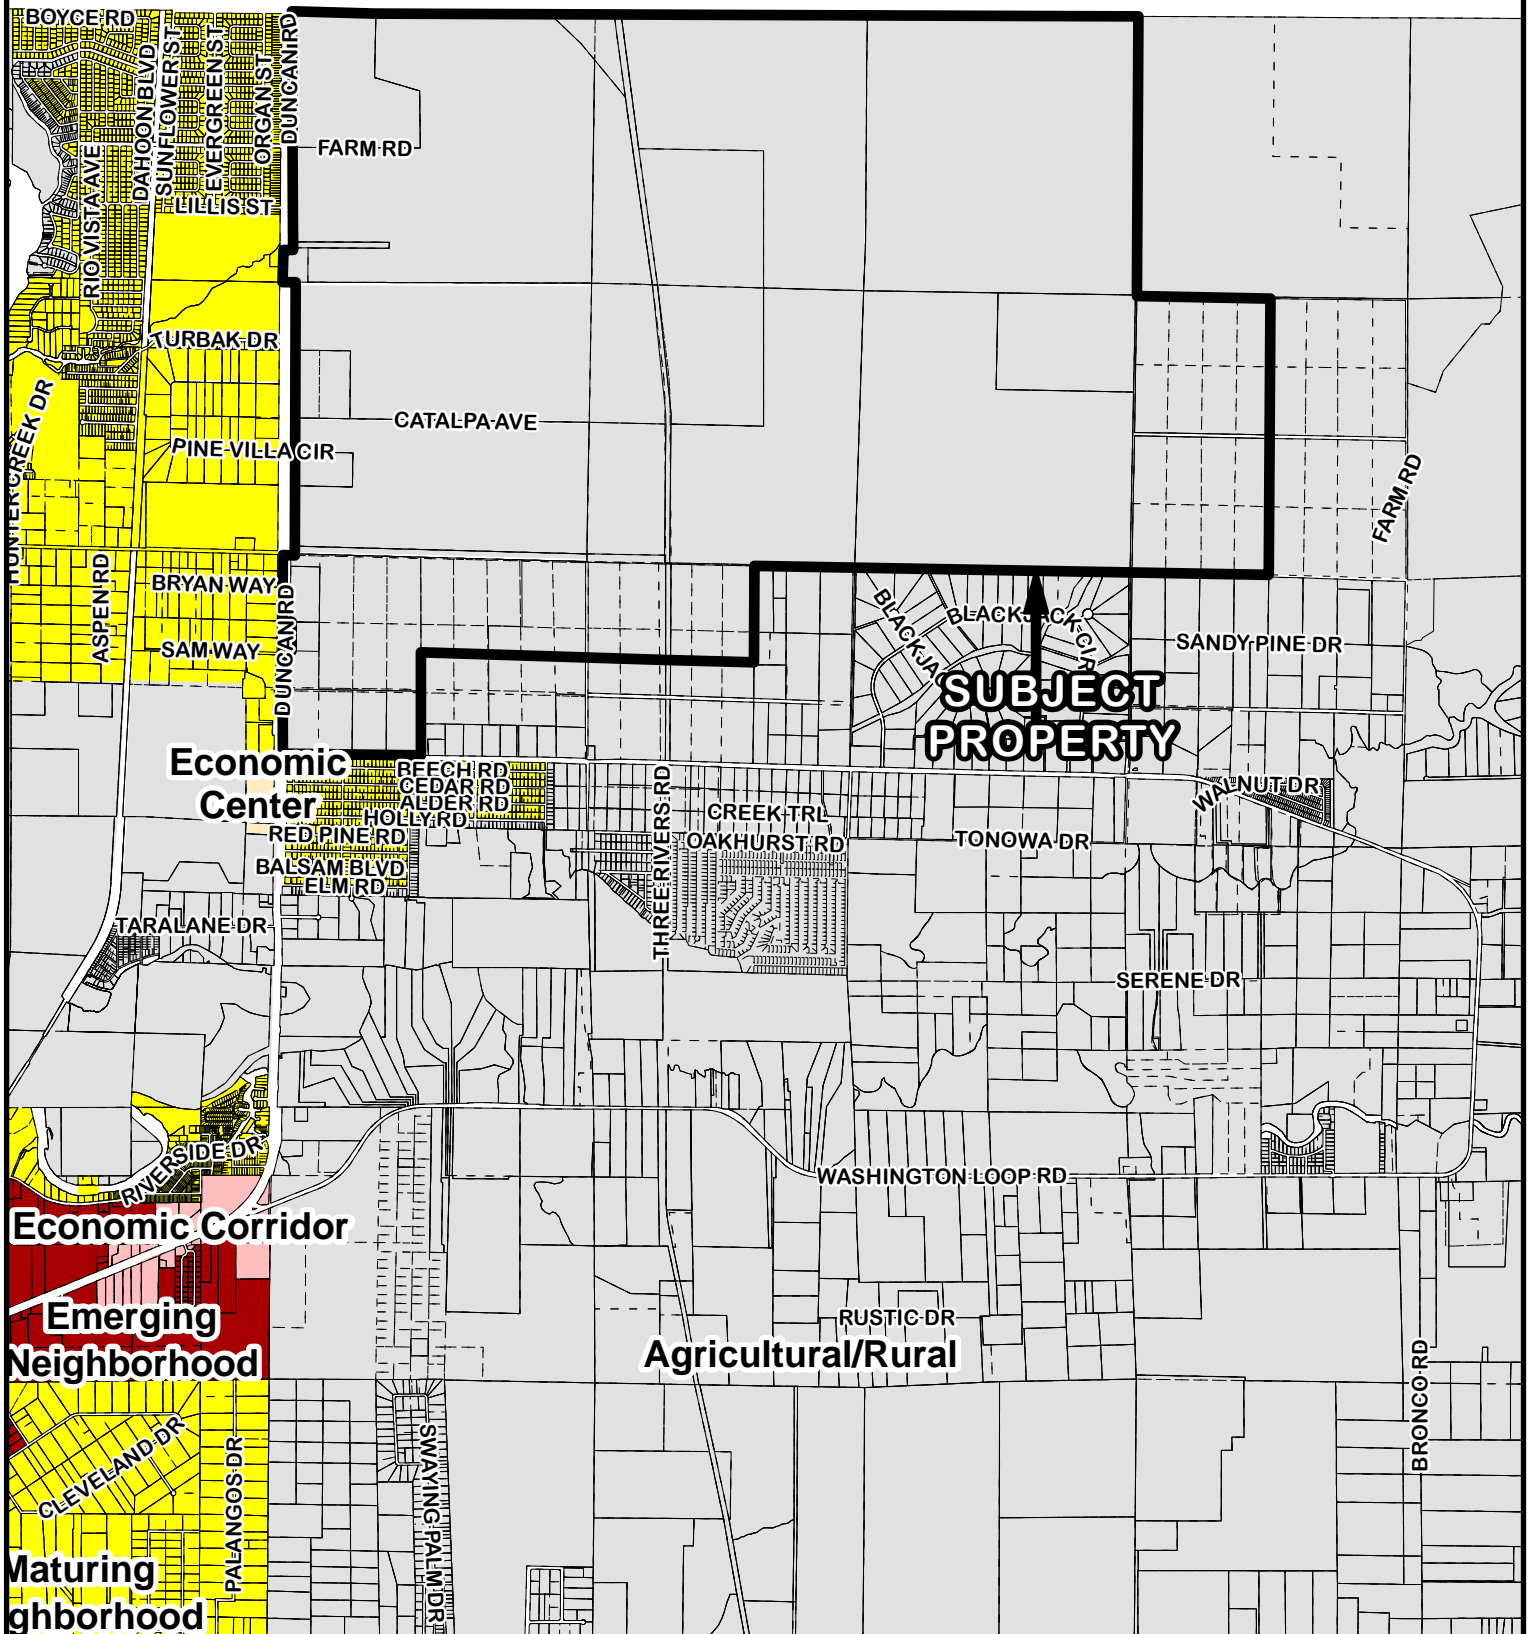 BOYCE RD
DAHOON BLVD
SUNFLOWER ST
EVERGREEN ST
ORGAN ST
DUNCAN RD
FARM RD
RIO VISTA AVE
LILLIS ST
TURBAK DR
HUNTER CREEK DR
CATALPA AVE
PINE VILLA CIR
FARM RD
ASPEN RD
BRYAN WAY
DUNCAN RD
SAM WAY
BLACKJACK CIR
BLACKJAC
SANDY PINE DR
SUBJECT
PROPERTY
Economic
Center
BEECH RD
CEDAR RD
ALDER RD
HOLLY RD
RED PINE RD
BALSAM BLVD
ELM RD
THREE RIVERS RD
CREEK TRL
OAKHURST RD
TONOWA DR
WALNUT DR
TARALANE DR
SERENE DR
RIVERSIDE DR
WASHINGTON LOOP RD
Economic Corridor
Emerging
Neighborhood
RUSTIC DR
Agricultural/Rural
BRONCO RD
CLEVELAND DR
PALANGOS DR
SWAYING PALM DR
Maturing
ghborhood